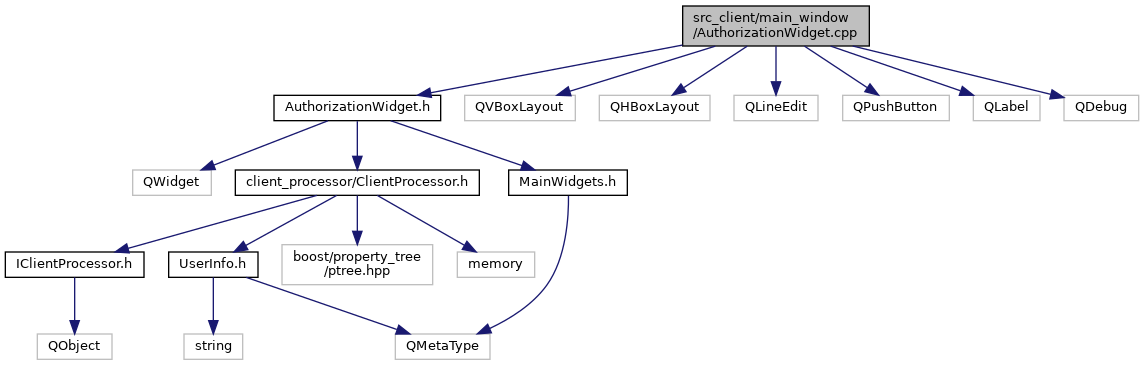 src_client/main_window
/AuthorizationWidget.cpp
AuthorizationWidget.h
QVBoxLayout
QHBoxLayout
QLineEdit
QPushButton
QLabel
QDebug
QWidget
client_processor/ClientProcessor.h
MainWidgets.h
IClientProcessor.h
UserInfo.h
boost/property_tree
/ptree.hpp
memory
QObject
string
QMetaType